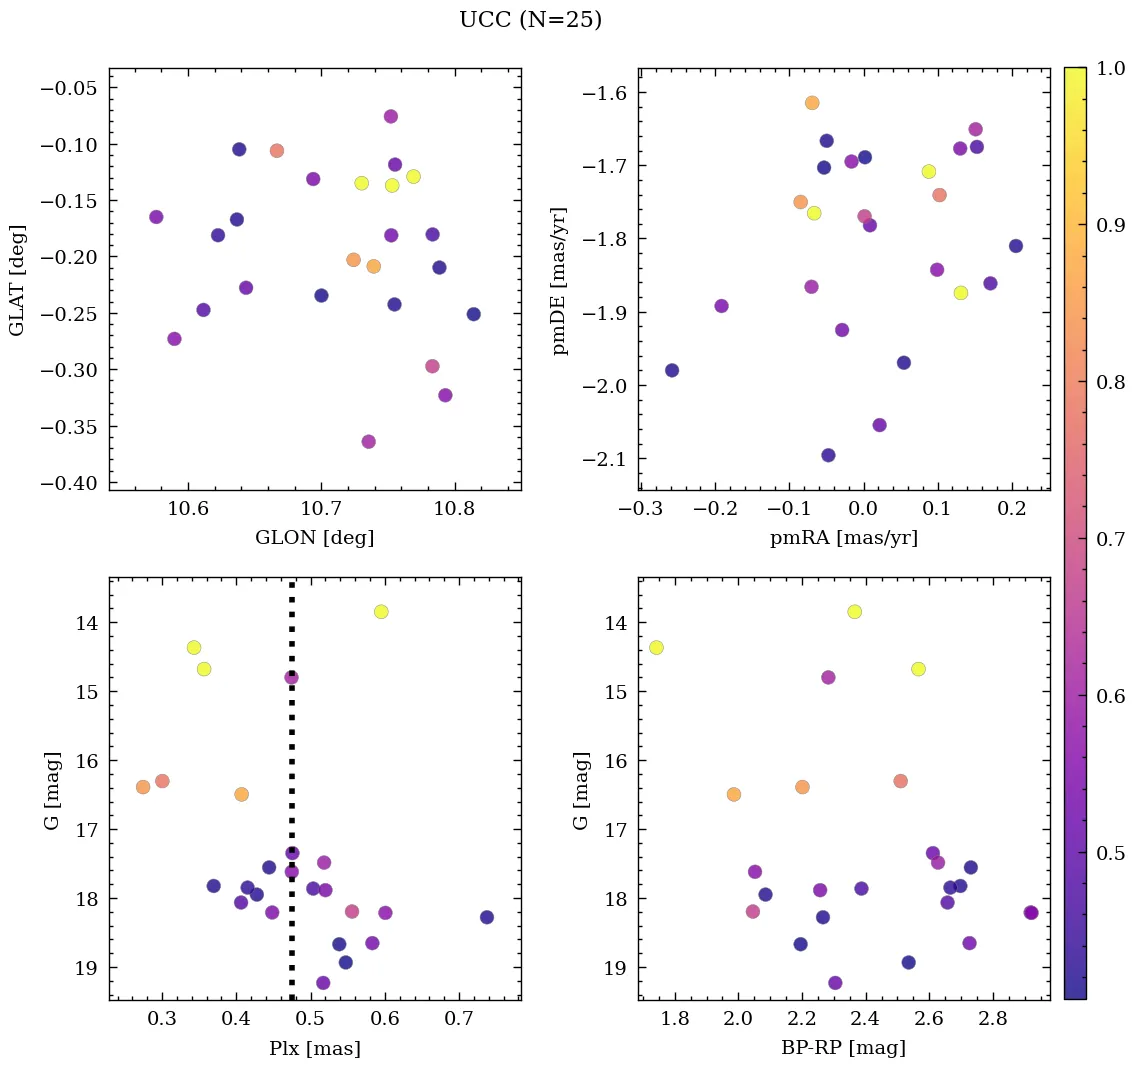 UCC (N=25)
−0.05
−0.10
−0.15
−0.20
−0.25
−0.30
−0.35
−0.40
GLAT [deg]
10.6 10.7 10.8
GLON [deg]
−1.6
−1.7
−1.8
−1.9
−2.0
−2.1
pmDE [mas/yr]
−0.3 −0.2 −0.1 0.0 0.1 0.2
pmRA [mas/yr]
14
15
16
17
18
19
G [mag]
0.3 0.4 0.5 0.6 0.7
Plx [mas]
14
15
16
17
18
19
G [mag]
1.8 2.0 2.2 2.4 2.6 2.8
BP-RP [mag]
1.0
0.9
0.8
0.7
0.6
0.5